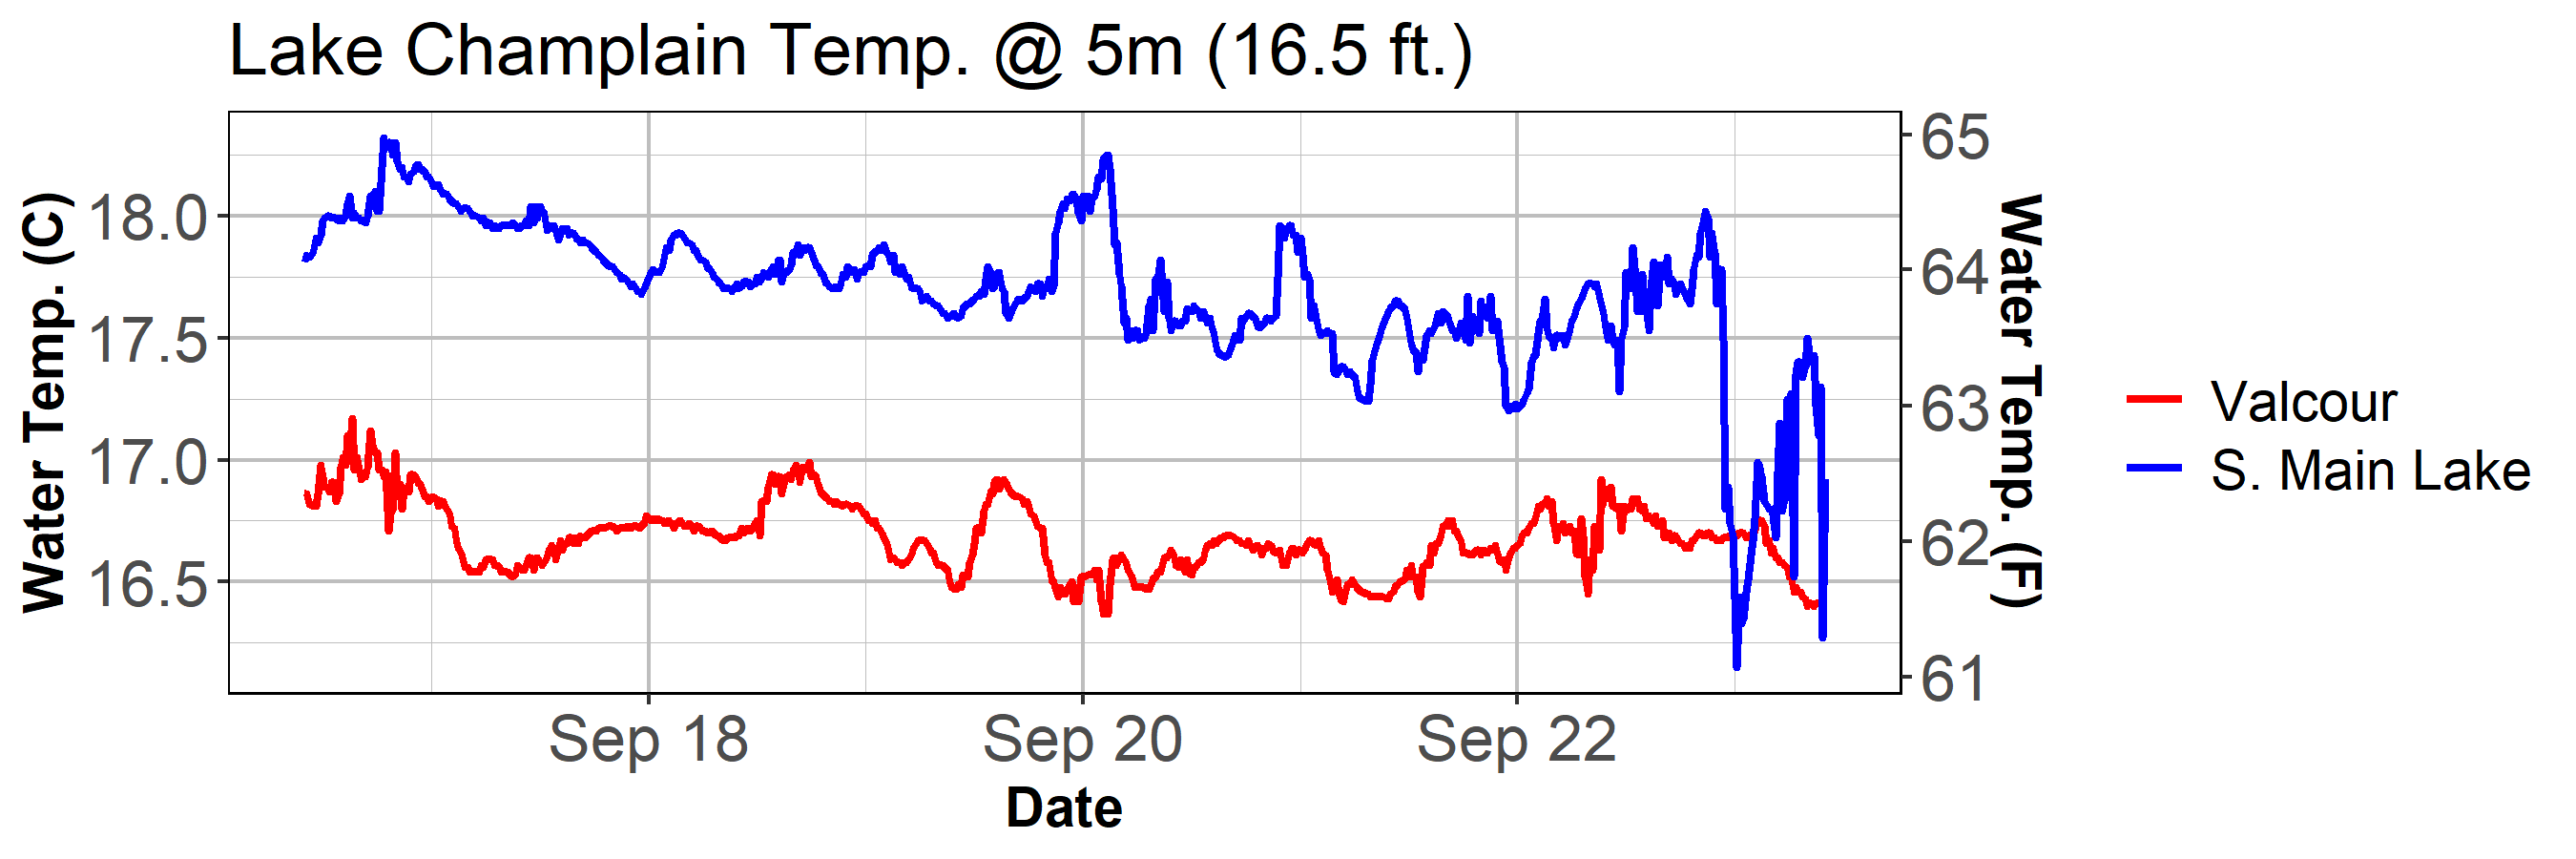 Lake Champlain Temp. @ 5m (16.5 ft.)
Water Temp. (C)
18.0
17.5
17.0
16.5
65
64
63
62
61
Water Temp. (F)
Sep 18
Sep 20
Sep 22
Date
Valcour
S. Main Lake